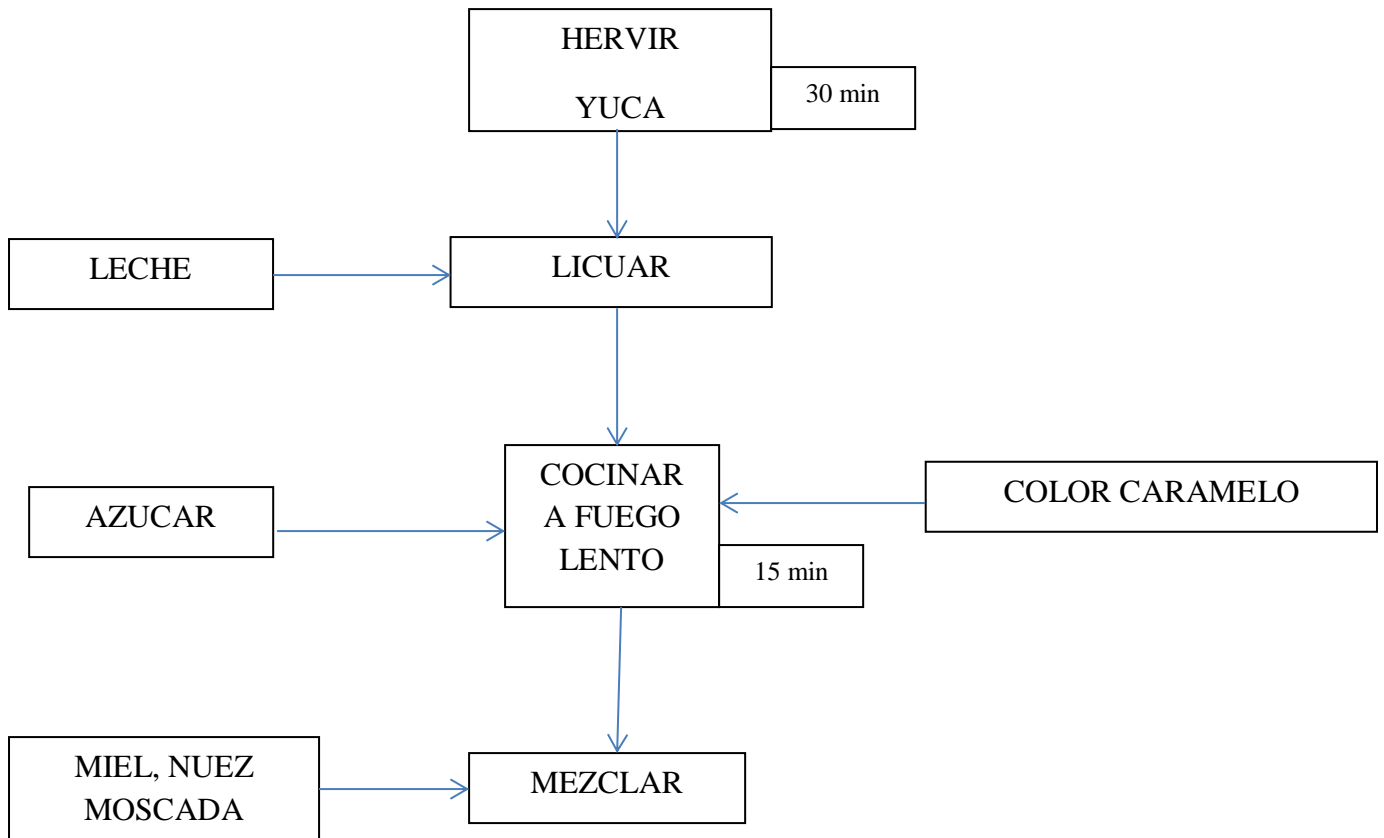 HERVIR
YUCA
30 min
LECHE
LICUAR
COCINAR
A FUEGO
LENTO
AZUCAR
COLOR CARAMELO
15 min
MIEL, NUEZ
MOSCADA
MEZCLAR